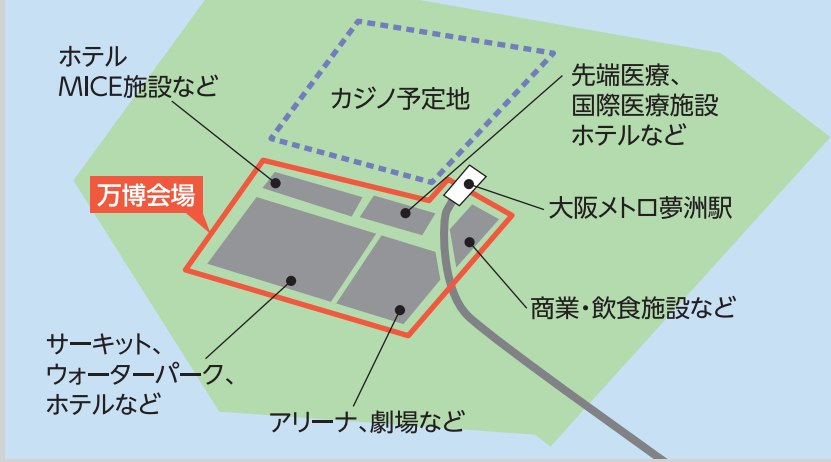 ホテル
MICE施設など
カジノ予定地
先端医療、
国際医療施設
ホテルなど
万博会場
大阪メトロ夢洲駅
商業・飲食施設など
サーキット、
ウォーターパーク、
ホテルなど
アリーナ、劇場など